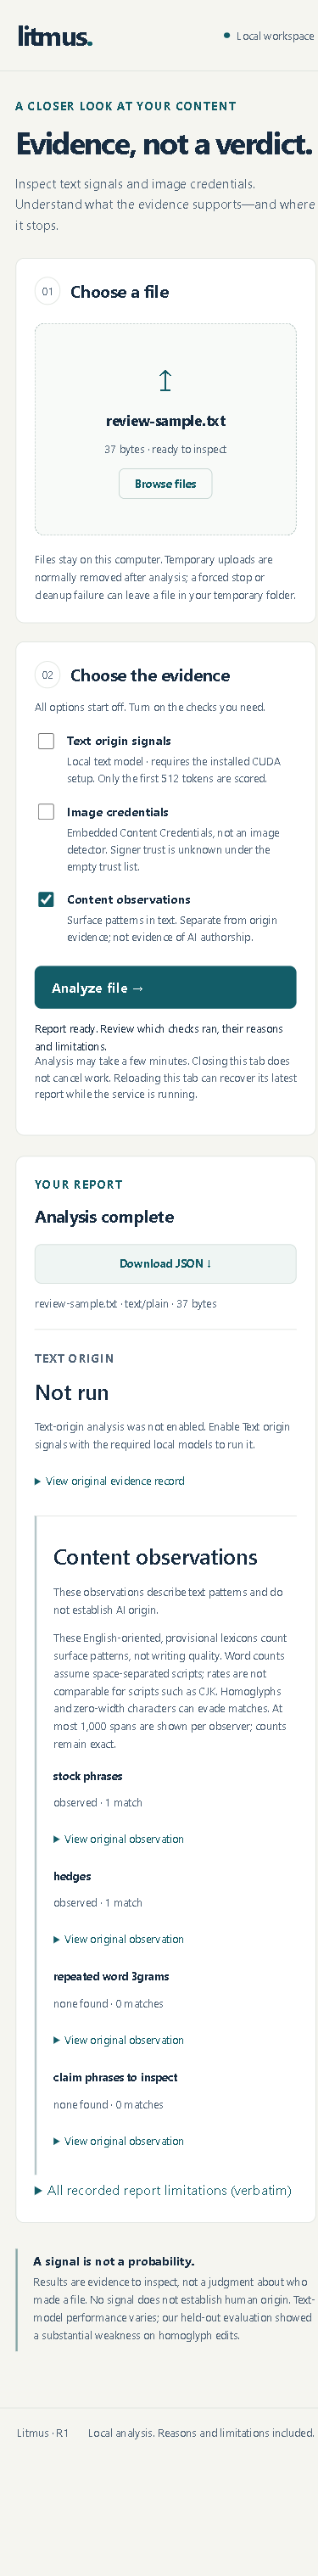 litmus.
Local workspace
A CLOSER LOOK AT YOUR CONTENT
Evidence, not a verdict.
Inspect text signals and image credentials.
Understand what the evidence supports—and where
it stops.
01
Choose a file
↥
review-sample.txt
37 bytes · ready to inspect
Browse files
Files stay on this computer. Temporary uploads are
normally removed after analysis; a forced stop or
cleanup failure can leave a file in your temporary folder.
02
Choose the evidence
All options start off. Turn on the checks you need.
Text origin signals
Local text model · requires the installed CUDA
setup. Only the first 512 tokens are scored.
Image credentials
Embedded Content Credentials, not an image
detector. Signer trust is unknown under the
empty trust list.
Content observations
Surface patterns in text. Separate from origin
evidence; not evidence of AI authorship.
Analyze file →
Report ready. Review which checks ran, their reasons
and limitations.
Analysis may take a few minutes. Closing this tab does
not cancel work. Reloading this tab can recover its latest
report while the service is running.
YOUR REPORT
Analysis complete
Download JSON ↓
review-sample.txt · text/plain · 37 bytes
TEXT ORIGIN
Not run
Text-origin analysis was not enabled. Enable Text origin
signals with the required local models to run it.
▶ View original evidence record
Content observations
These observations describe text patterns and do
not establish AI origin.
These English-oriented, provisional lexicons count
surface patterns, not writing quality. Word counts
assume space-separated scripts; rates are not
comparable for scripts such as CJK. Homoglyphs
and zero-width characters can evade matches. At
most 1,000 spans are shown per observer; counts
remain exact.
stock phrases
observed · 1 match
▶ View original observation
hedges
observed · 1 match
▶ View original observation
repeated word 3grams
none found · 0 matches
▶ View original observation
claim phrases to inspect
none found · 0 matches
▶ View original observation
▶ All recorded report limitations (verbatim)
A signal is not a probability.
Results are evidence to inspect, not a judgment about who
made a file. No signal does not establish human origin. Text-
model performance varies; our held-out evaluation showed
a substantial weakness on homoglyph edits.
Litmus · R1
Local analysis. Reasons and limitations included.